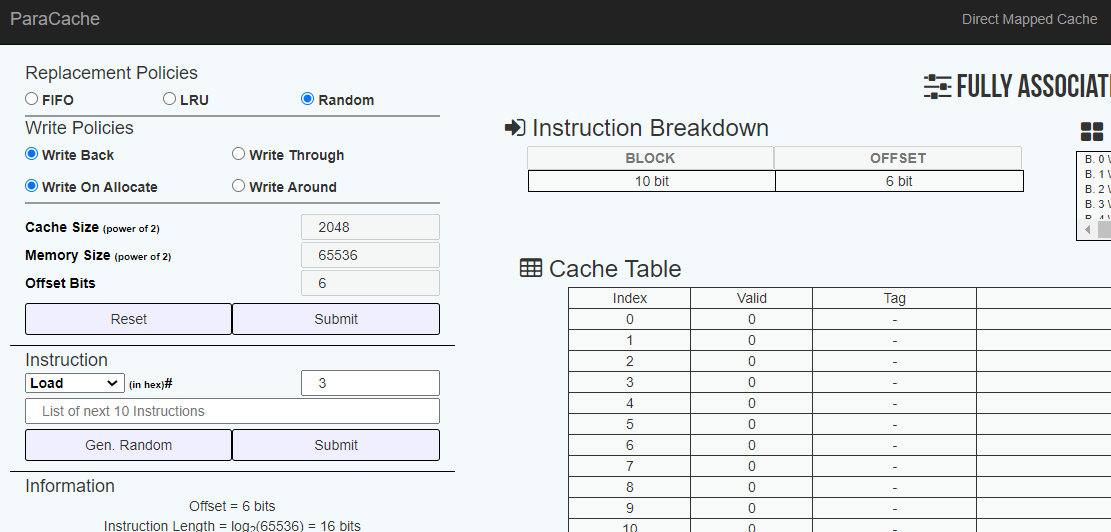 ParaCache
Direct Mapped Cache
Replacement Policies
FIFO
LRU
Random
Write Policies
Write Back
Write Through
Write On Allocate
Write Around
Cache Size (power of 2)
2048
Memory Size (power of 2)
65536
Offset Bits
6
Reset
Submit
Instruction
Load
(in hex)#
3
List of next 10 Instructions
Gen. Random
Submit
Information
Offset = 6 bits
Instruction Length = log2(65536) = 16 bits
FULLY ASSOCIAT
Instruction Breakdown
BLOCK OFFSET
10 bit 6 bit
B. 0
B. 1
B. 2
B. 3
B. 4
Cache Table
Index Valid Tag
0 0 -
1 0 -
2 0 -
3 0 -
4 0 -
5 0 -
6 0 -
7 0 -
8 0 -
9 0 -
10 0 -